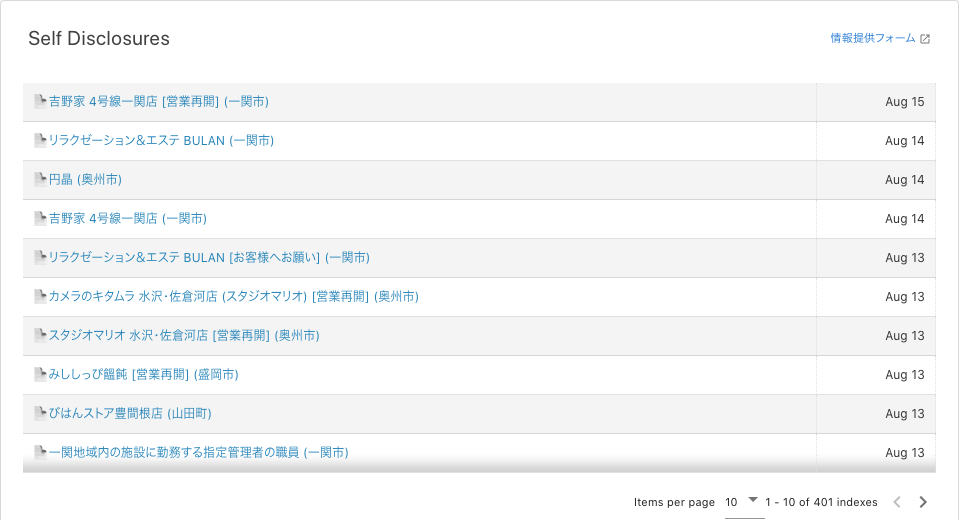 Self Disclosures
情報提供フォーム
吉野家 4号線一関店 [営業再開] (一関市) Aug 15
リラクゼーション&エステ BULAN (一関市) Aug 14
円晶 (奥州市) Aug 14
吉野家 4号線一関店 (一関市) Aug 14
リラクゼーション&エステ BULAN [お客様へお願い] (一関市) Aug 13
カメラのキタムラ 水沢・佐倉河店 (スタジオマリオ) [営業再開] (奥州市) Aug 13
スタジオマリオ 水沢・佐倉河店 [営業再開] (奥州市) Aug 13
みししっぴ饂飩 [営業再開] (盛岡市) Aug 13
びはんストア豊間根店 (山田町) Aug 13
一関地域内の施設に勤務する指定管理者の職員 (一関市) Aug 13
Items per page 10 1 - 10 of 401 indexes